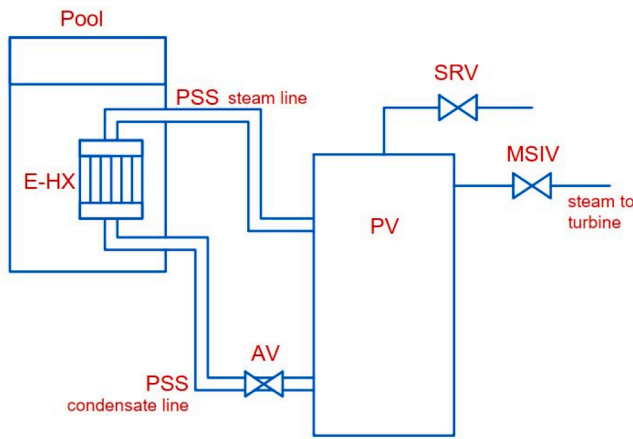 Pool
SRV
PSS steam line
MSIV
E-HX
steam to
turbine
PV
AV
PSS
condensate line